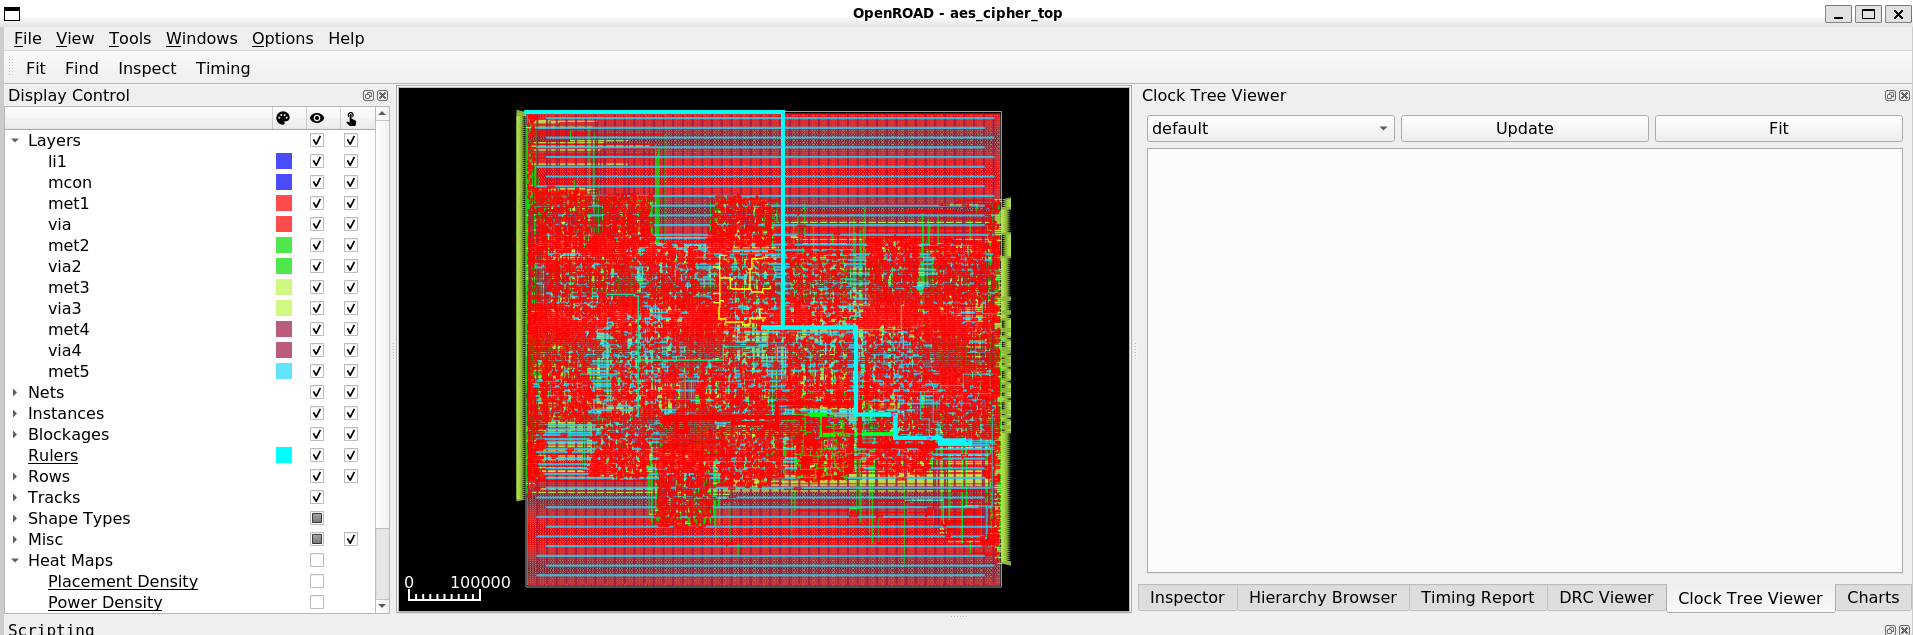 OpenROAD - aes_cipher_top
File View Tools Windows Options Help
Fit Find Inspect Timing
Display Control
Layers
li1
mcon
met1
via
met2
via2
met3
via3
met4
via4
met5
Nets
Instances
Blockages
Rulers
Rows
Tracks
Shape Types
Misc
Heat Maps
Placement Density
Power Density
0 100000
Clock Tree Viewer
default Update Fit
Inspector Hierarchy Browser Timing Report DRC Viewer Clock Tree Viewer Charts
Scripting